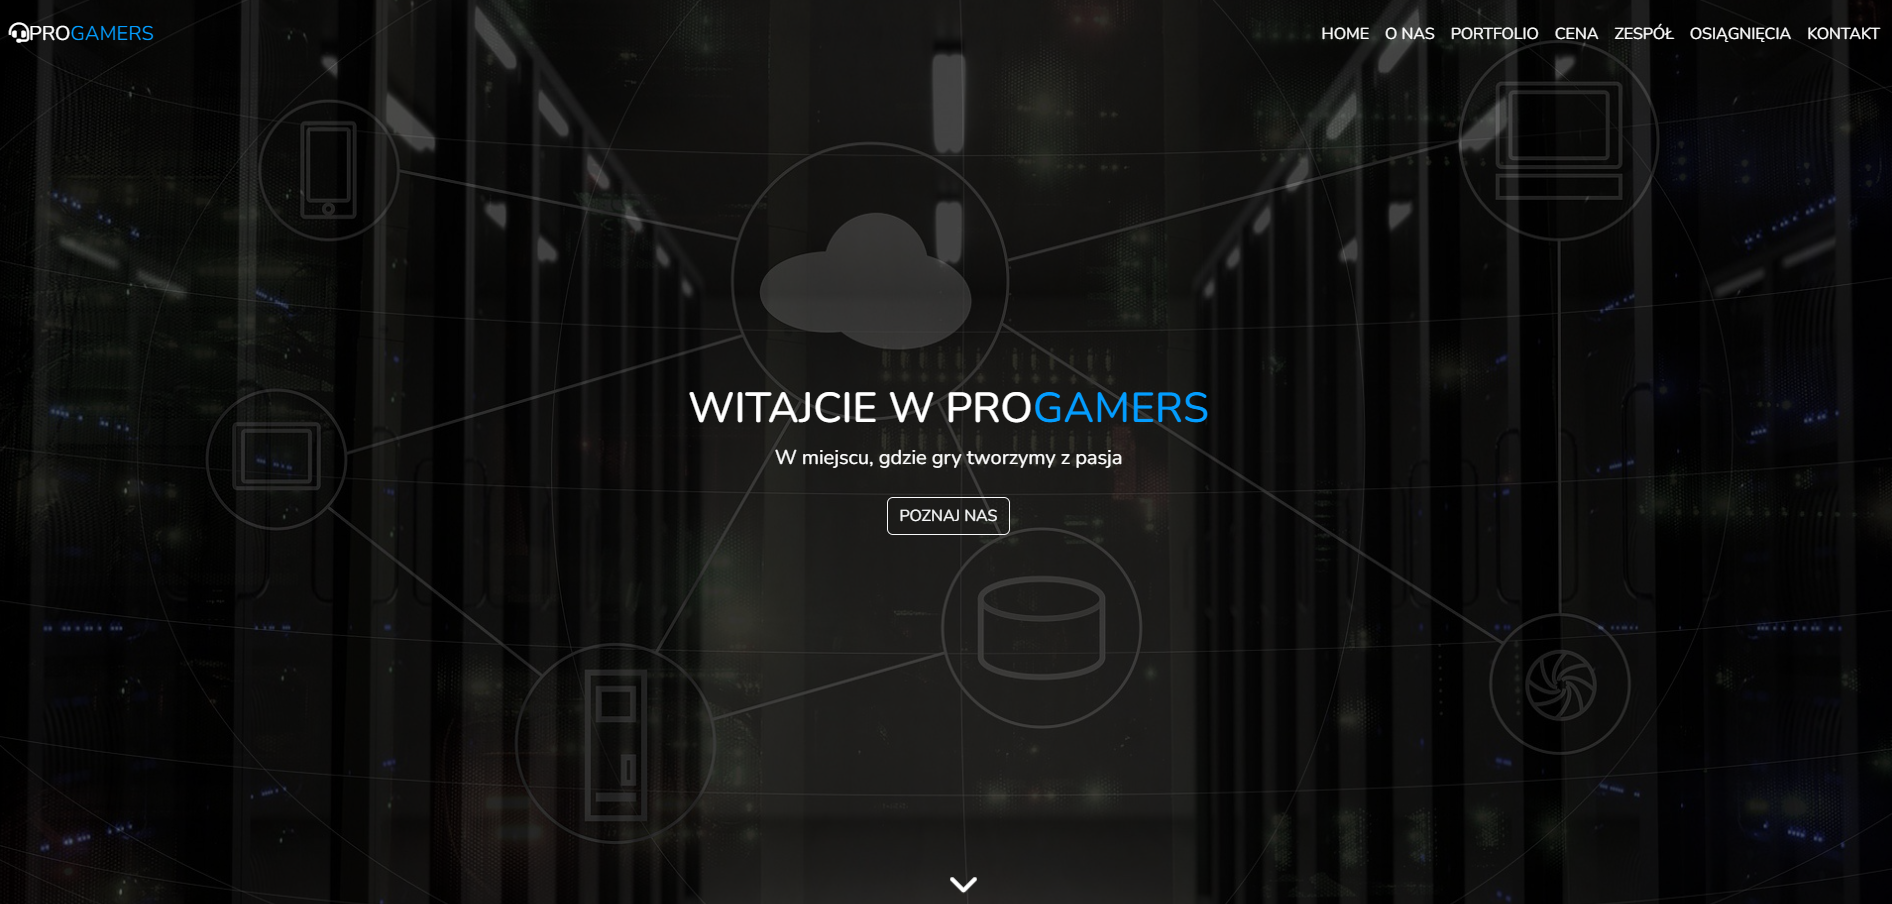 PROGAMERS
HOME O NAS PORTFOLIO CENA ZESPÓŁ OSIĄGNIĘCIA KONTAKT
WITAJCIE W PROGAMERS
W miejscu, gdzie gry tworzymy z pasja
POZNAJ NAS